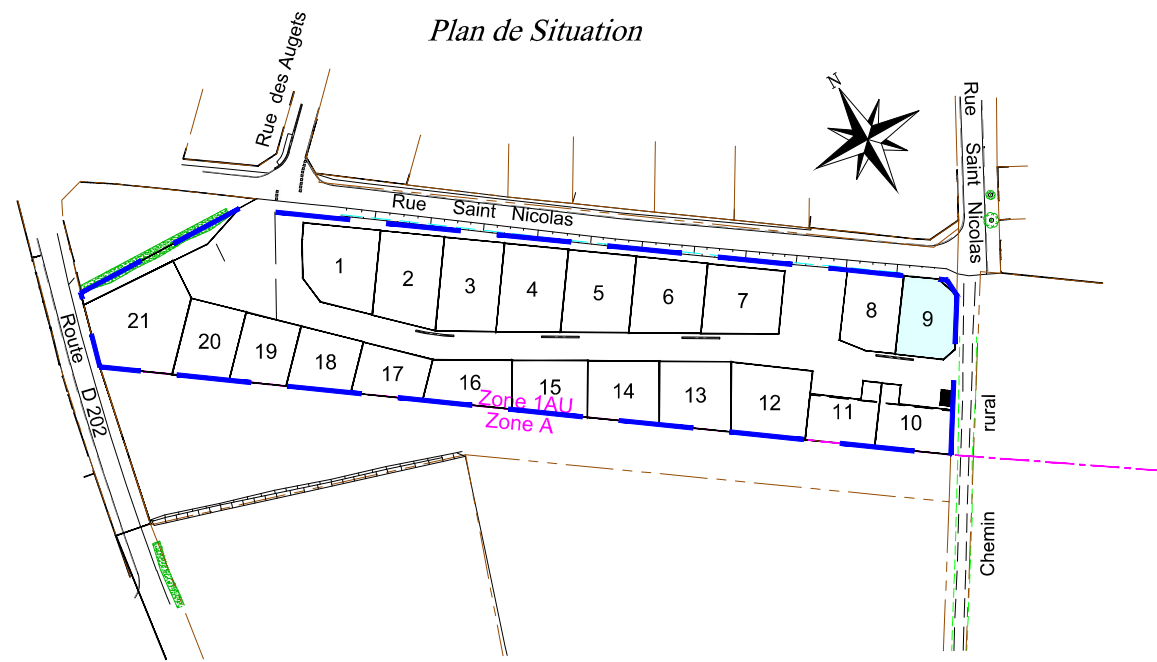 Plan de Situation
Rue des Augets
N
Rue Saint Nicolas
Rue Saint Nicolas
1
2
3
4
5
6
7
8
9
21
20
19
18
17
16
15
14
13
12
11
10
Zone 1AU
Zone A
Route D 202
Chemin rural